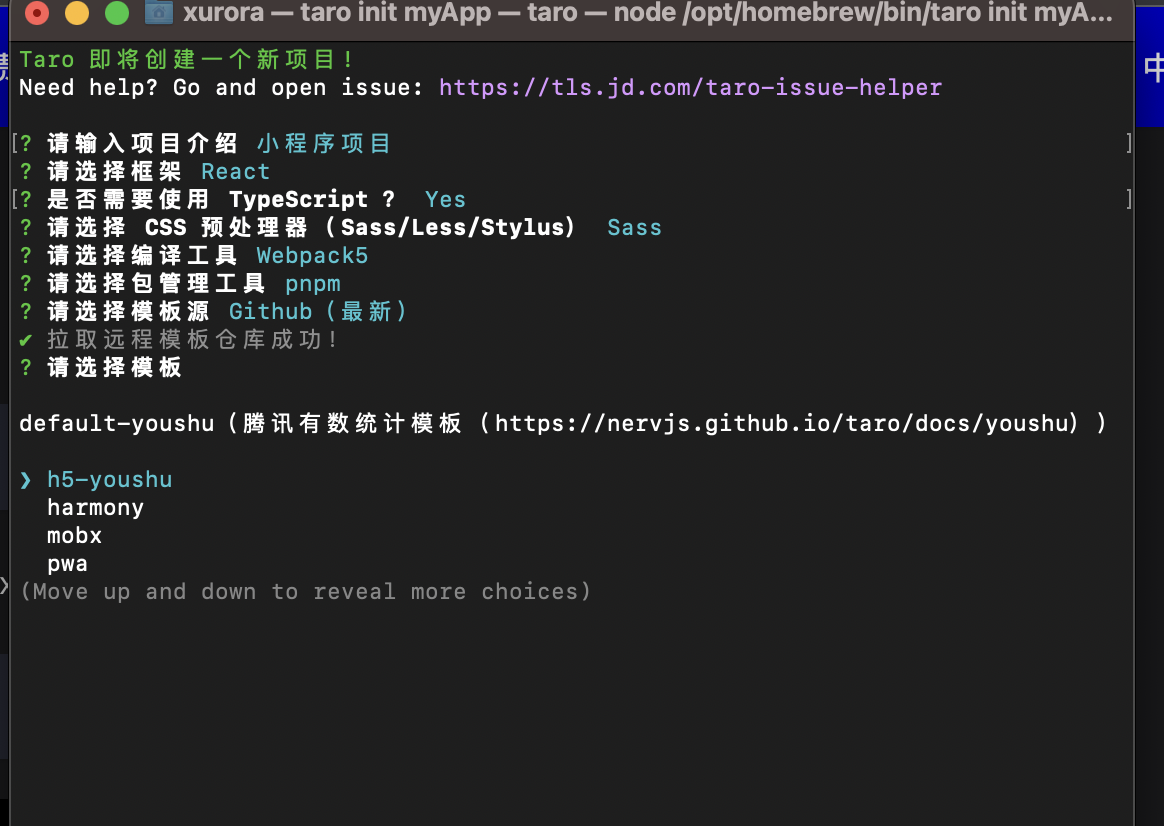 xurora — taro init myApp — taro — node /opt/homebrew/bin/taro init myA...
Taro 即将创建一个新项目!
Need help? Go and open issue: https://tls.jd.com/taro-issue-helper
[? 请输入项目介绍 小程序项目 ]
? 请选择框架 React
[? 是否需要使用 TypeScript ? Yes ]
? 请选择 CSS 预处理器(Sass/Less/Stylus) Sass
? 请选择编译工具 Webpack5
? 请选择包管理工具 pnpm
? 请选择模板源 Github(最新)
✔ 拉取远程模板仓库成功!
? 请选择模板
default-youshu(腾讯有数统计模板 (https://nervjs.github.io/taro/docs/youshu))
❯ h5-youshu
harmony
mobx
pwa
(Move up and down to reveal more choices)
中